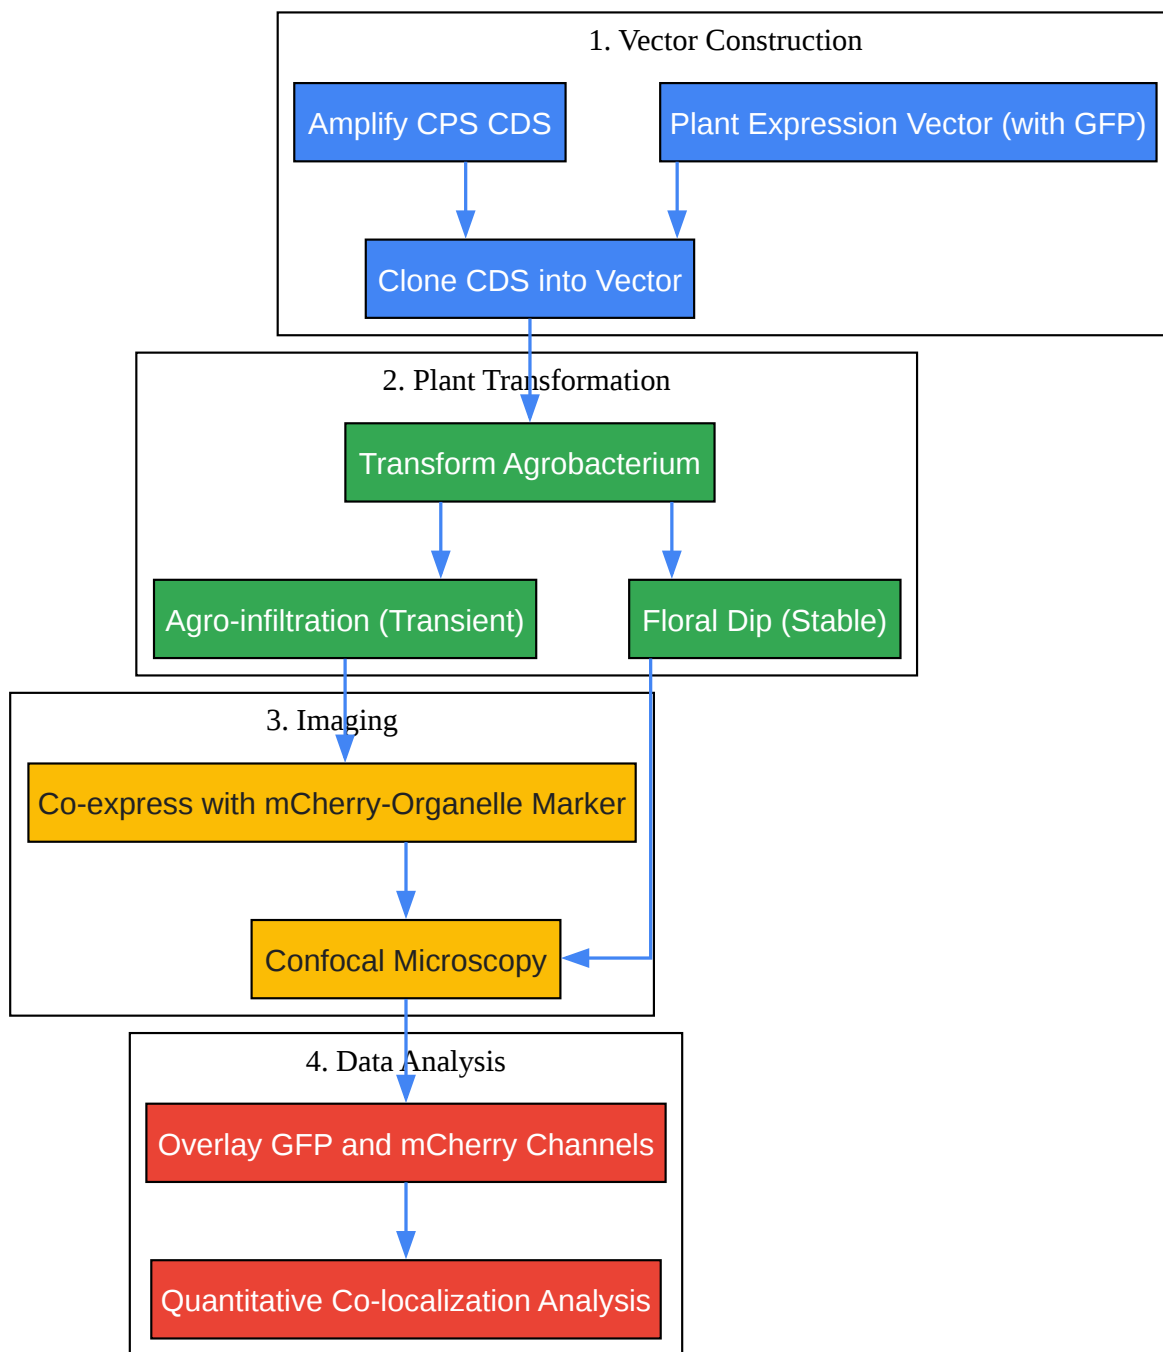 1. Vector Construction
Amplify CPS CDS
Plant Expression Vector (with GFP)
Clone CDS into Vector
2. Plant Transformation
Transform Agrobacterium
Agro-infiltration (Transient)
Floral Dip (Stable)
3. Imaging
Co-express with mCherry-Organelle Marker
Confocal Microscopy
4. Data Analysis
Overlay GFP and mCherry Channels
Quantitative Co-localization Analysis